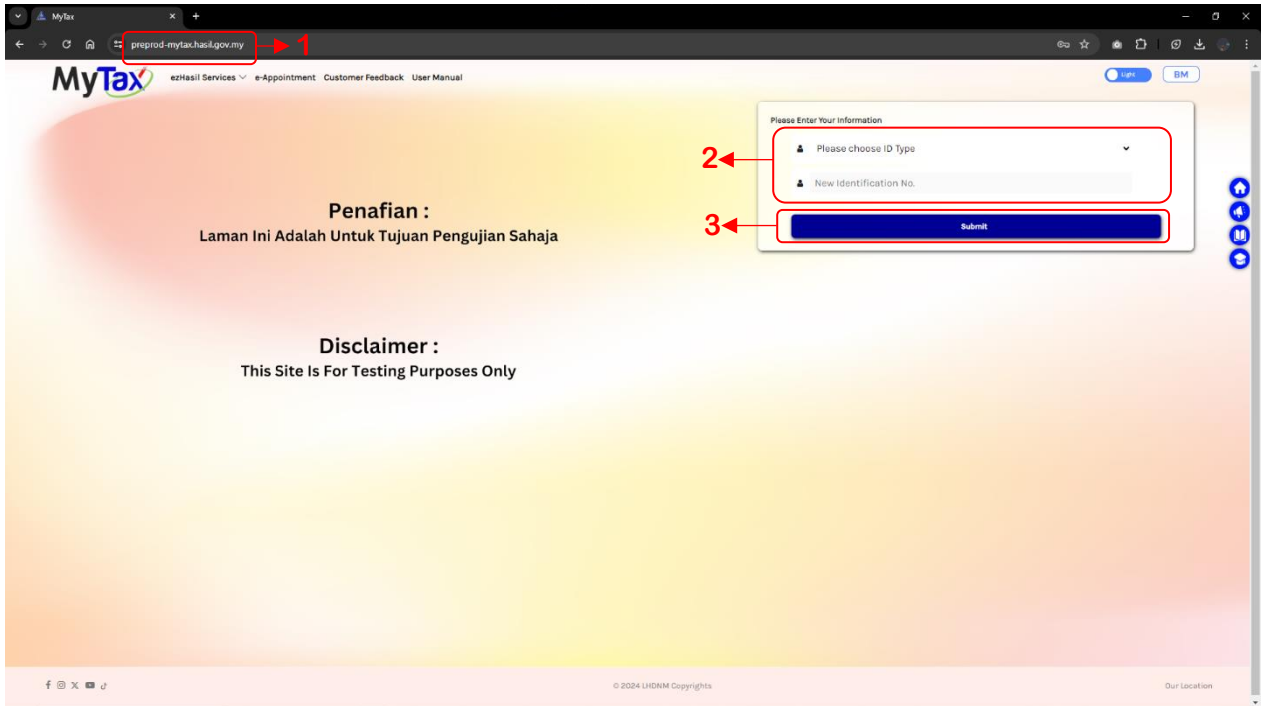 MyTax
preprod-mytax.hasil.gov.my
1
MyTax
ezHasil Services
e-Appointment
Customer Feedback
User Manual
Light
BM
Please Enter Your Information
2
Please choose ID Type
New Identification No.
3
Submit
Penafian :
Laman Ini Adalah Untuk Tujuan Pengujian Sahaja
Disclaimer :
This Site Is For Testing Purposes Only
© 2024 LHDNM Copyrights
Our Location